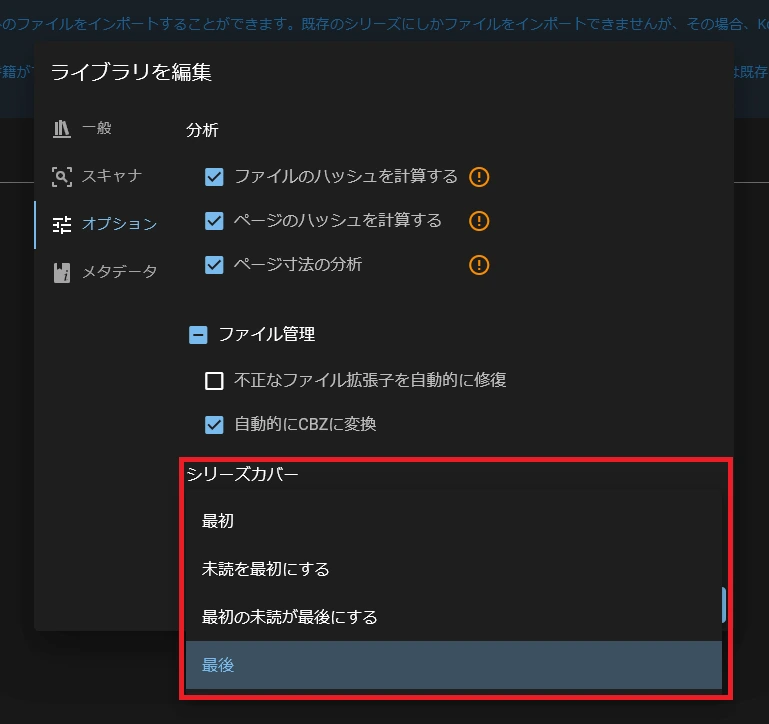 のファイルをインポートすることができます。既存のシリーズにしかファイルをインポートできませんが、その場合、K
籍が
は既存
ライブラリを編集
一般
分析
スキャナ
ファイルのハッシュを計算する
オプション
ページのハッシュを計算する
メタデータ
ページ寸法の分析
ファイル管理
不正なファイル拡張子を自動的に修復
自動的にCBZに変換
シリーズカバー
最初
未読を最初にする
最初の未読が最後にする
最後